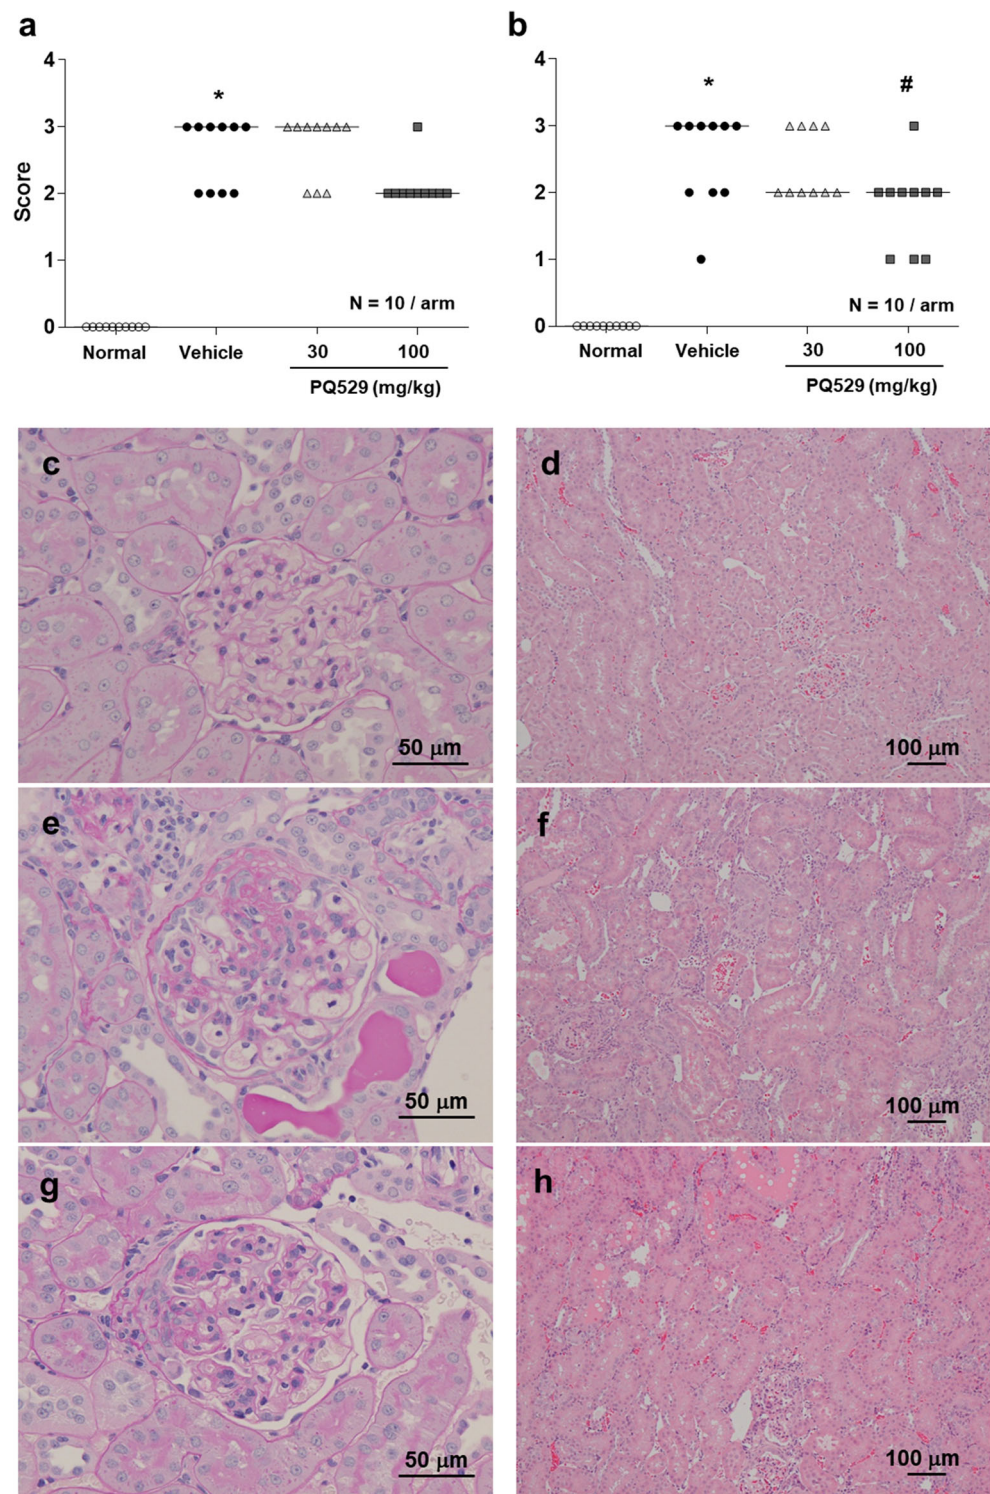 a
b
4
3
2
1
0
Score
*
N = 10 / arm
Normal
Vehicle
30
100
PQ529 (mg/kg)
4
3
2
1
0
*
#
N = 10 / arm
Normal
Vehicle
30
100
PQ529 (mg/kg)
c
50 μm
d
100 μm
e
50 μm
f
100 μm
g
50 μm
h
100 μm